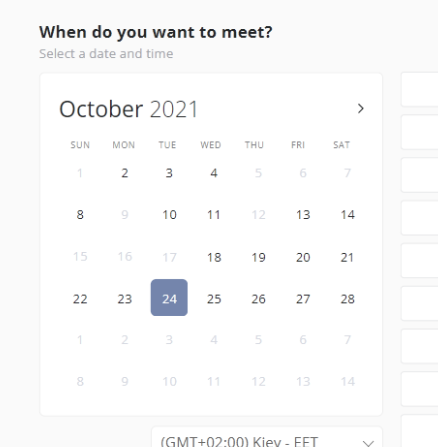 When do you want to meet?
Select a date and time
October 2021 >
SUN MON TUE WED THU FRI SAT
1 2 3 4 5 6 7
8 9 10 11 12 13 14
15 16 17 18 19 20 21
22 23 24 25 26 27 28
1 2 3 4 5 6 7
8 9 10 11 12 13 14
(GMT+02:00) Kiev - EET